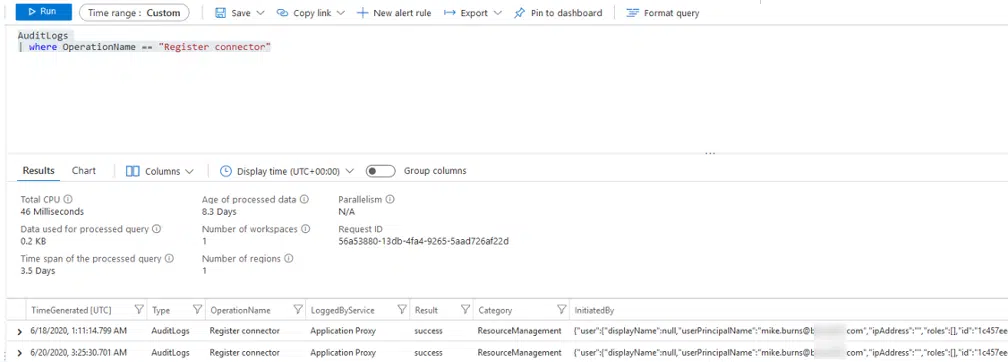 Run Time range : Custom Save Copy link New alert rule Export Pin to dashboard Format query
AuditLogs
| where OperationName == "Register connector"
...
Results Chart Columns Display time (UTC+00:00) Group columns
Total CPU Age of processed data Parallelism
46 Milliseconds 8.3 Days N/A
Data used for processed query Number of workspaces Request ID
0.2 KB 1 56a53880-13db-4fa4-9265-5aad726af22d
Time span of the processed query Number of regions
3.5 Days 1
TimeGenerated [UTC] Type OperationName LoggedByService Result Category InitiatedBy
6/18/2020, 1:11:14.799 AM AuditLogs Register connector Application Proxy success ResourceManagement {"user":{"displayName":null,"userPrincipalName":"mike.burns@b .com","ipAddress":"","roles":[],"id":"1c457ee
6/20/2020, 3:25:30.701 AM AuditLogs Register connector Application Proxy success ResourceManagement {"user":{"displayName":null,"userPrincipalName":"mike.burns@b .com","ipAddress":"","roles":[],"id":"1c457ee